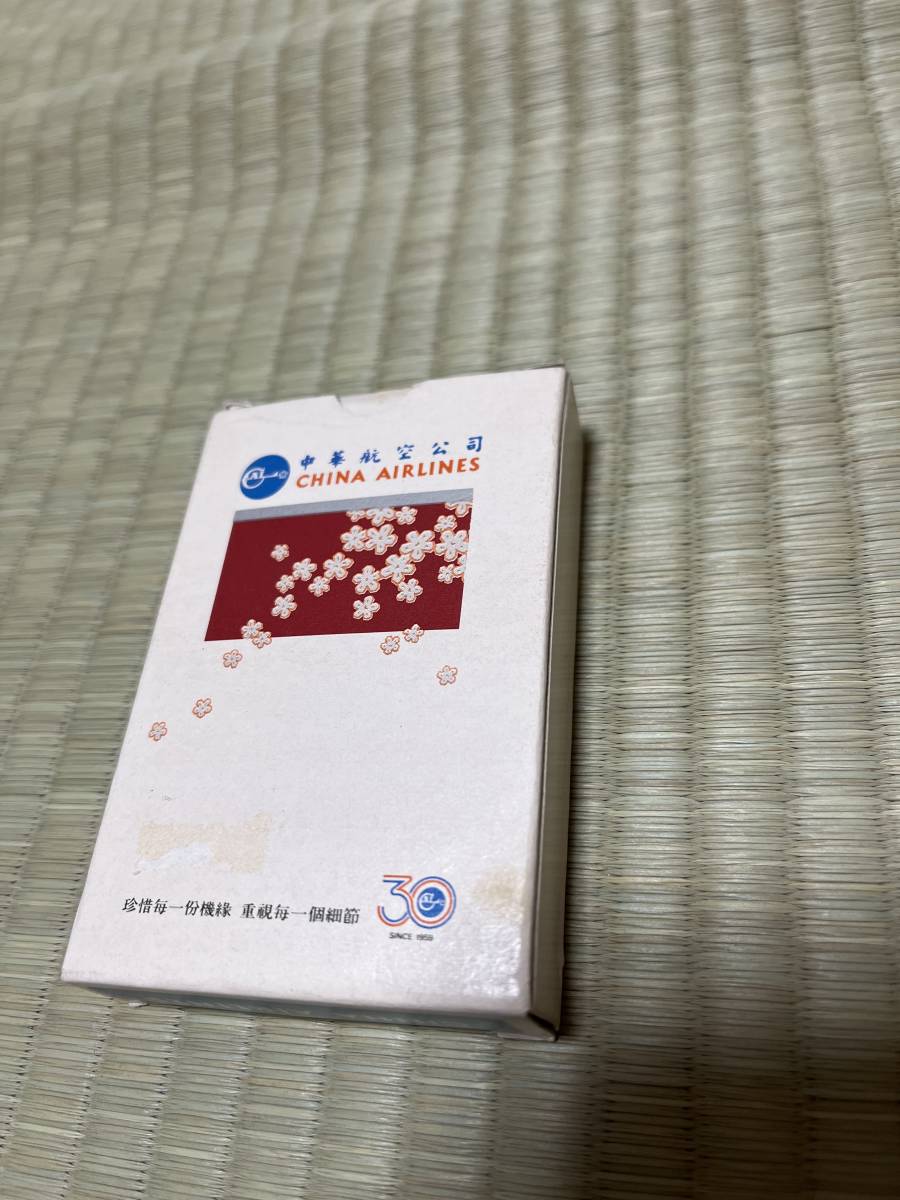 CAL
中華航空公司
CHINA AIRLINES
珍惜每一份機緣 重視每一個細節
30
SINCE 1959